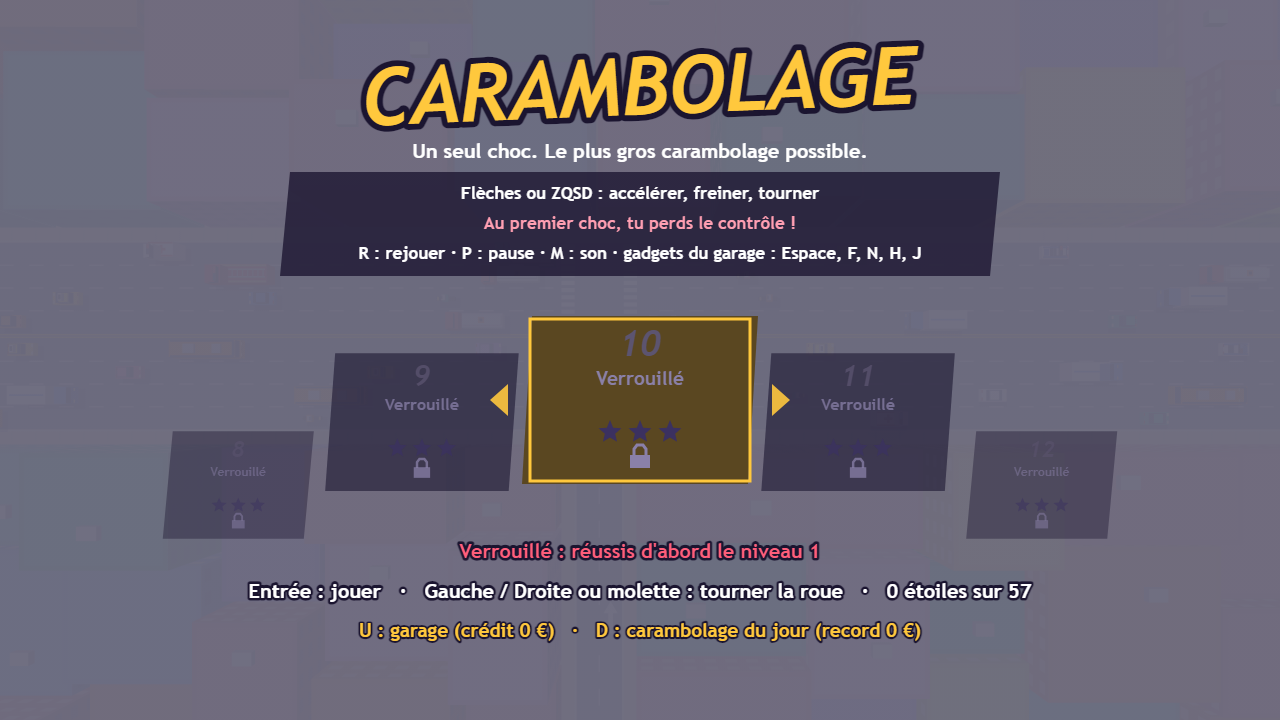 CARAMBOLAGE
Un seul choc. Le plus gros carambolage possible.
Flèches ou ZQSD : accélérer, freiner, tourner
Au premier choc, tu perds le contrôle !
R : rejouer · P : pause · M : son · gadgets du garage : Espace, F, N, H, J
10
Verrouillé
9
Verrouillé
11
Verrouillé
8
Verrouillé
12
Verrouillé
Verrouillé : réussis d'abord le niveau 1
Entrée : jouer · Gauche / Droite ou molette : tourner la roue · 0 étoiles sur 57
U : garage (crédit 0 €) · D : carambolage du jour (record 0 €)